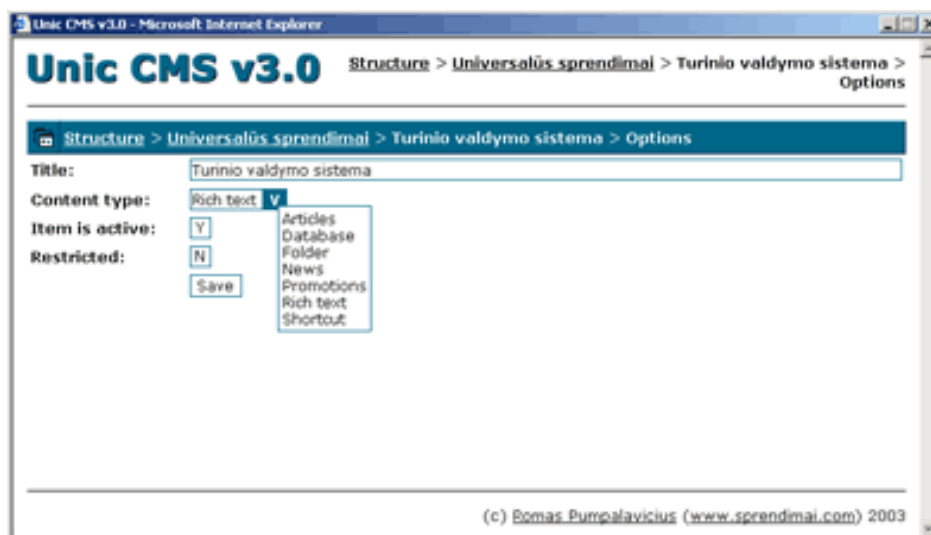 Unic CMS v3.0 - Microsoft Internet Explorer
Unic CMS v3.0
Structure > Universalūs sprendimai > Turinio valdymo sistema >
Options
Structure > Universalūs sprendimai > Turinio valdymo sistema > Options
Title: Turinio valdymo sistema
Content type: Rich text V
Articles
Item is active: Y
Database
Restricted: N
Folder
News
Save
Promotions
Rich text
Shortcut
(c) Romas Pumpalavicius (www.sprendimai.com) 2003